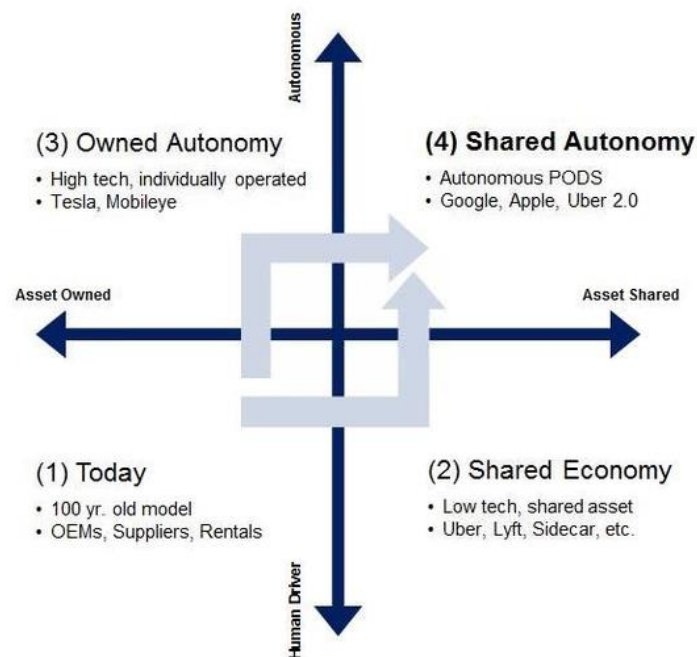 Autonomous
(3) Owned Autonomy
• High tech, individually operated
• Tesla, Mobileye
(4) Shared Autonomy
• Autonomous PODS
• Google, Apple, Uber 2.0
Asset Owned
Asset Shared
(1) Today
• 100 yr. old model
• OEMs, Suppliers, Rentals
(2) Shared Economy
• Low tech, shared asset
• Uber, Lyft, Sidecar, etc.
Human Driver